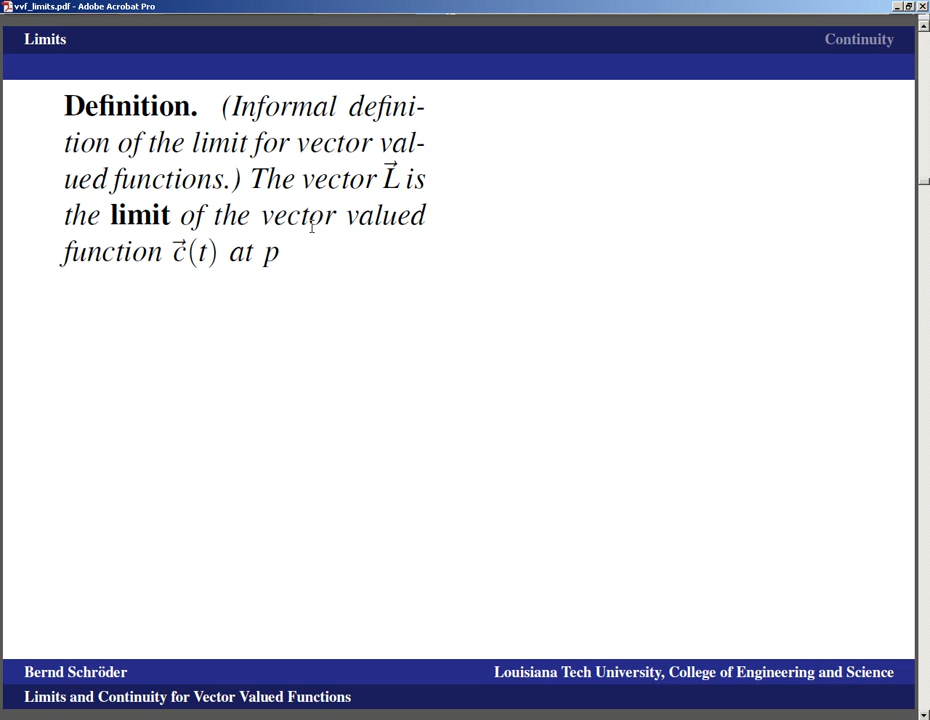 vvf_limits.pdf - Adobe Acrobat Pro
Limits Continuity
Definition. (Informal defini-
tion of the limit for vector val-
ued functions.) The vector L⃗ is
the limit of the vector valued
function c⃗(t) at p
Bernd Schröder Louisiana Tech University, College of Engineering and Science
Limits and Continuity for Vector Valued Functions